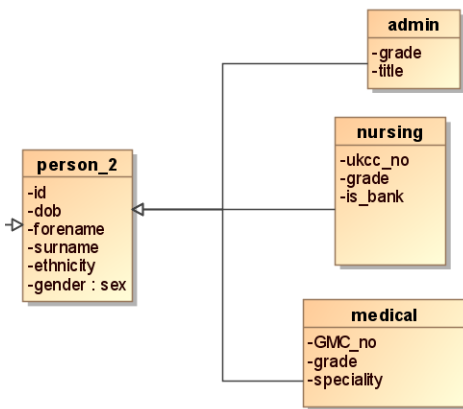 admin
-grade
-title
nursing
-ukcc_no
-grade
-is_bank
person_2
-id
-dob
-forename
-surname
-ethnicity
-gender : sex
medical
-GMC_no
-grade
-speciality